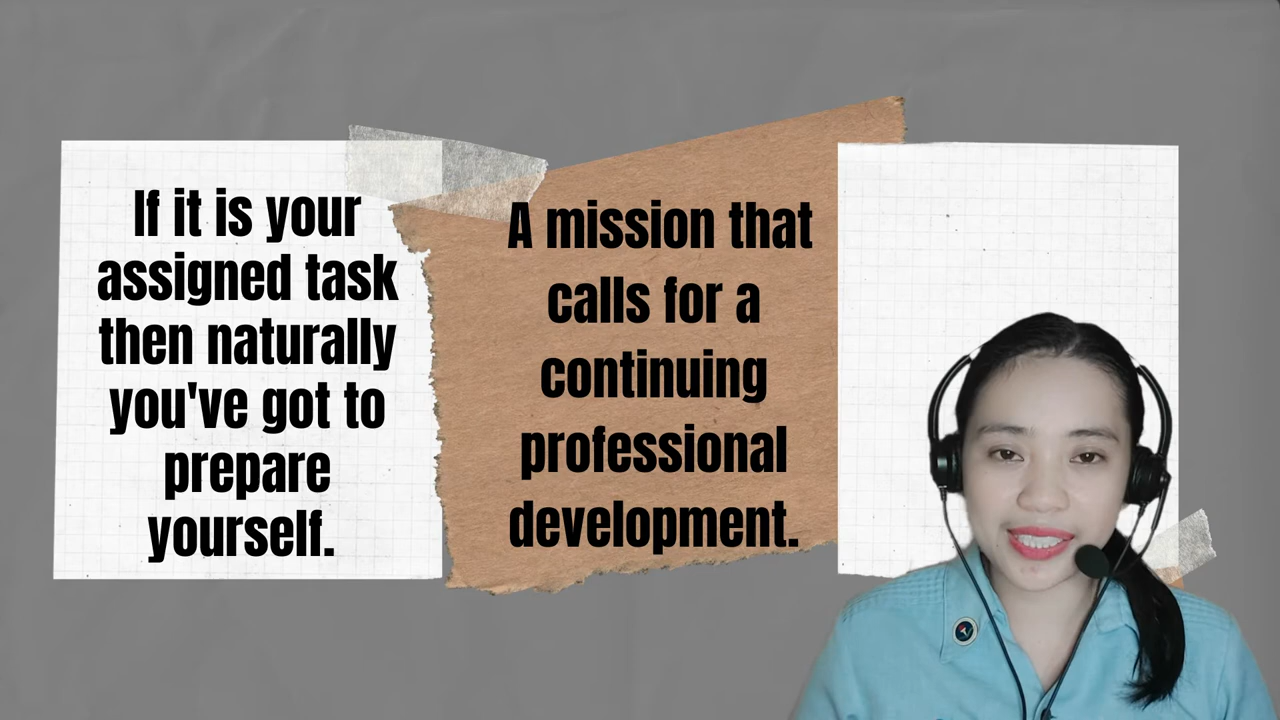 If it is your
assigned task
then naturally
you've got to
prepare
yourself.
A mission that
calls for a
continuing
professional
development.